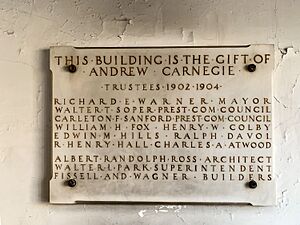 THIS·BUILDING·IS·THE·GIFT·OF
·ANDREW·CARNEGIE·
·TRUSTEES·1902·1904·
RICHARD·E·WARNER·MAYOR
WALTER·T·SOPER·PREST·COM·COUNCIL
CARLETON·F·SANFORD·PREST·COM·COUNCIL
WILLIAM·H·FOX·HENRY·W·COLBY
EDWIN·M·HILLS·RALPH·DAVOL
R·HENRY·HALL·CHARLES·A·ATWOOD
ALBERT·RANDOLPH·ROSS·ARCHITECT
WALTER·I·PARK·SUPERINTENDENT
FISSELL·AND·WAGNER·BUILDERS